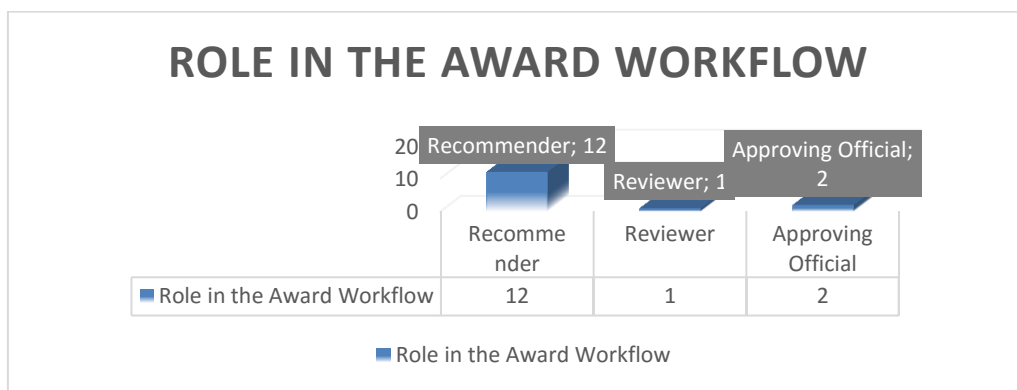 ROLE IN THE AWARD WORKFLOW
20
10
0
Recommender; 12
Reviewer; 1
Approving Official;
2
Recomme
nder
Reviewer
Approving
Official
Role in the Award Workflow 12 1 2
Role in the Award Workflow